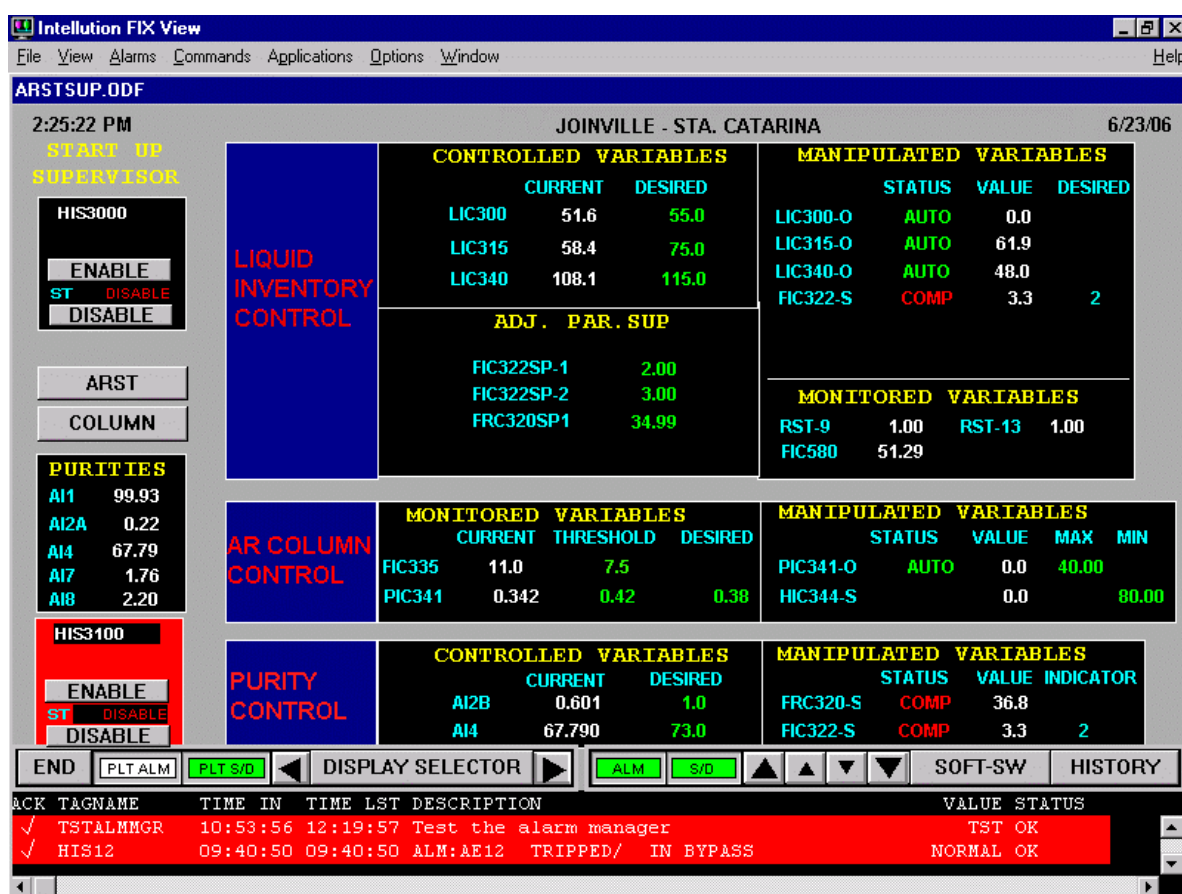 Intellution FIX View
File View Alarms Commands Applications Options Window Help
ARSTSUP.ODF
2:25:22 PM JOINVILLE - STA. CATARINA 6/23/06
START UP
SUPERVISOR
HIS3000
ENABLE
ST DISABLE
DISABLE
ARST
COLUMN
PURITIES
AI1 99.93
AI2A 0.22
AI4 67.79
AI7 1.76
AI8 2.20
HIS3100
ENABLE
ST DISABLE
DISABLE
LIQUID
INVENTORY
CONTROL
CONTROLLED VARIABLES
CURRENT DESIRED
LIC300 51.6 55.0
LIC315 58.4 75.0
LIC340 108.1 115.0
ADJ. PAR.SUP
FIC322SP-1 2.00
FIC322SP-2 3.00
FRC320SP1 34.99
MANIPULATED VARIABLES
STATUS VALUE DESIRED
LIC300-O AUTO 0.0
LIC315-O AUTO 61.9
LIC340-O AUTO 48.0
FIC322-S COMP 3.3 2
MONITORED VARIABLES
RST-9 1.00 RST-13 1.00
FIC580 51.29
AR COLUMN
CONTROL
MONITORED VARIABLES
CURRENT THRESHOLD DESIRED
FIC335 11.0 7.5
PIC341 0.342 0.42 0.38
MANIPULATED VARIABLES
STATUS VALUE MAX MIN
PIC341-O AUTO 0.0 40.00
HIC344-S 0.0 80.00
PURITY
CONTROL
CONTROLLED VARIABLES
CURRENT DESIRED
AI2B 0.601 1.0
AI4 67.790 73.0
MANIPULATED VARIABLES
STATUS VALUE INDICATOR
FRC320-S COMP 36.8
FIC322-S COMP 3.3 2
END PLT ALM PLT S/D DISPLAY SELECTOR ALM S/D SOFT-SW HISTORY
ACK TAGNAME TIME IN TIME LST DESCRIPTION VALUE STATUS
√ TSTALMMGR 10:53:56 12:19:57 Test the alarm manager TST OK
√ HIS12 09:40:50 09:40:50 ALM:AE12 TRIPPED/ IN BYPASS NORMAL OK